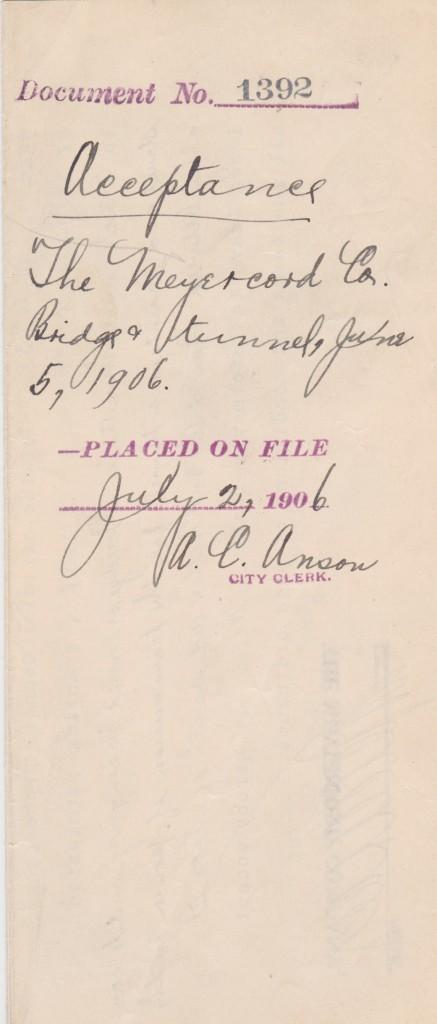 Document No. 1392
Acceptance
The Meyercord Co.
Bridge & tunnel, June
5, 1906.
—PLACED ON FILE
July 2, 1906
A. E. Anson
CITY CLERK.